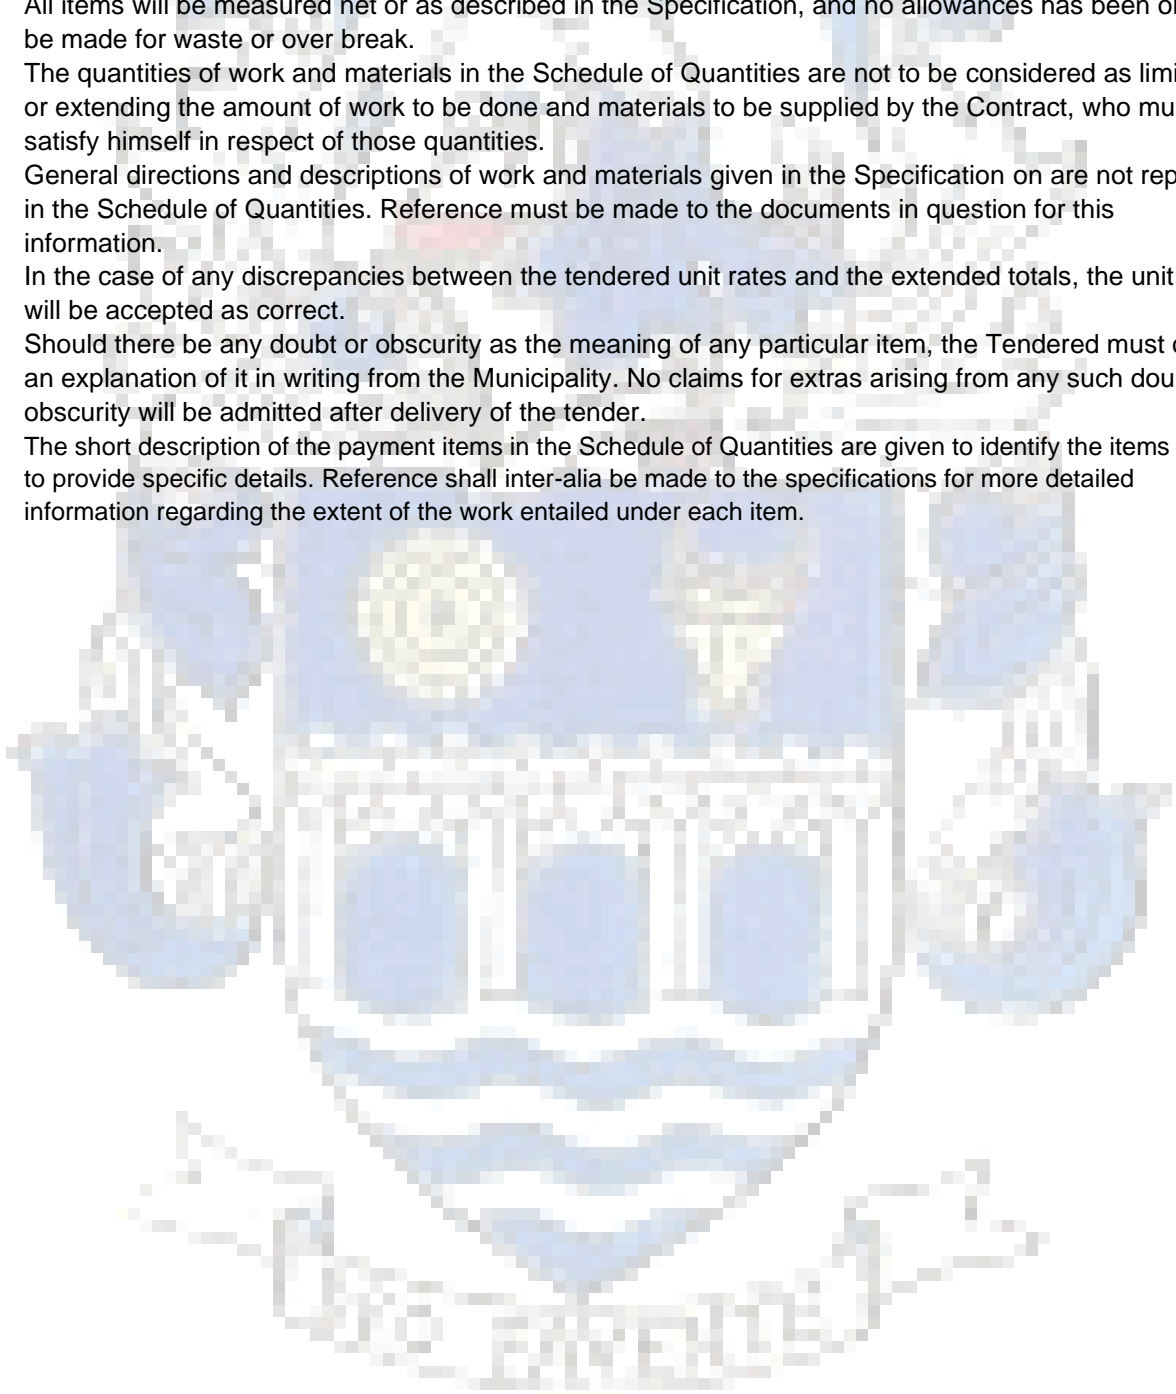 All items will be measured net or as described in the Specification, and no allowances has been or
be made for waste or over break.
The quantities of work and materials in the Schedule of Quantities are not to be considered as limi
or extending the amount of work to be done and materials to be supplied by the Contract, who mu
satisfy himself in respect of those quantities.
General directions and descriptions of work and materials given in the Specification on are not rep
in the Schedule of Quantities. Reference must be made to the documents in question for this
information.
In the case of any discrepancies between the tendered unit rates and the extended totals, the unit
will be accepted as correct.
Should there be any doubt or obscurity as the meaning of any particular item, the Tendered must
an explanation of it in writing from the Municipality. No claims for extras arising from any such dou
obscurity will be admitted after delivery of the tender.
The short description of the payment items in the Schedule of Quantities are given to identify the items
to provide specific details. Reference shall inter-alia be made to the specifications for more detailed
information regarding the extent of the work entailed under each item.